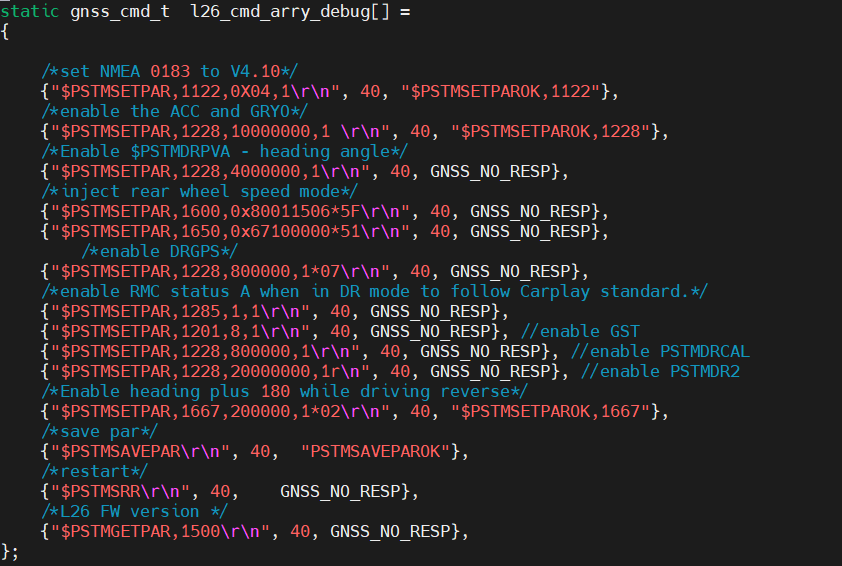 static gnss_cmd_t  l26_cmd_arry_debug[] =
{
/*set NMEA 0183 to V4.10*/
{"$PSTMSETPAR,1122,0X04,1\r\n", 40, "$PSTMSETPAROK,1122"},
/*enable the ACC and GRYO*/
{"$PSTMSETPAR,1228,10000000,1 \r\n", 40, "$PSTMSETPAROK,1228"},
/*Enable $PSTMDRPVA - heading angle*/
{"$PSTMSETPAR,1228,4000000,1\r\n", 40, GNSS_NO_RESP},
/*inject rear wheel speed mode*/
{"$PSTMSETPAR,1600,0x80011506*5F\r\n", 40, GNSS_NO_RESP},
{"$PSTMSETPAR,1650,0x67100000*51\r\n", 40, GNSS_NO_RESP},
/*enable DRGPS*/
{"$PSTMSETPAR,1228,800000,1*07\r\n", 40, GNSS_NO_RESP},
/*enable RMC status A when in DR mode to follow Carplay standard.*/
{"$PSTMSETPAR,1285,1,1\r\n", 40, GNSS_NO_RESP},
{"$PSTMSETPAR,1201,8,1\r\n", 40, GNSS_NO_RESP}, //enable GST
{"$PSTMSETPAR,1228,800000,1\r\n", 40, GNSS_NO_RESP}, //enable PSTMDRCAL
{"$PSTMSETPAR,1228,20000000,1r\n", 40, GNSS_NO_RESP}, //enable PSTMDR2
/*Enable heading plus 180 while driving reverse*/
{"$PSTMSETPAR,1667,200000,1*02\r\n", 40, "$PSTMSETPAROK,1667"},
/*save par*/
{"$PSTMSAVEPAR\r\n", 40,  "PSTMSAVEPAROK"},
/*restart*/
{"$PSTMSRR\r\n", 40,    GNSS_NO_RESP},
/*L26 FW version */
{"$PSTMGETPAR,1500\r\n", 40, GNSS_NO_RESP},
};